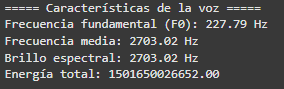 ===== Características de la voz =====
Frecuencia fundamental (F0): 227.79 Hz
Frecuencia media: 2703.02 Hz
Brillo espectral: 2703.02 Hz
Energía total: 1501650026652.00